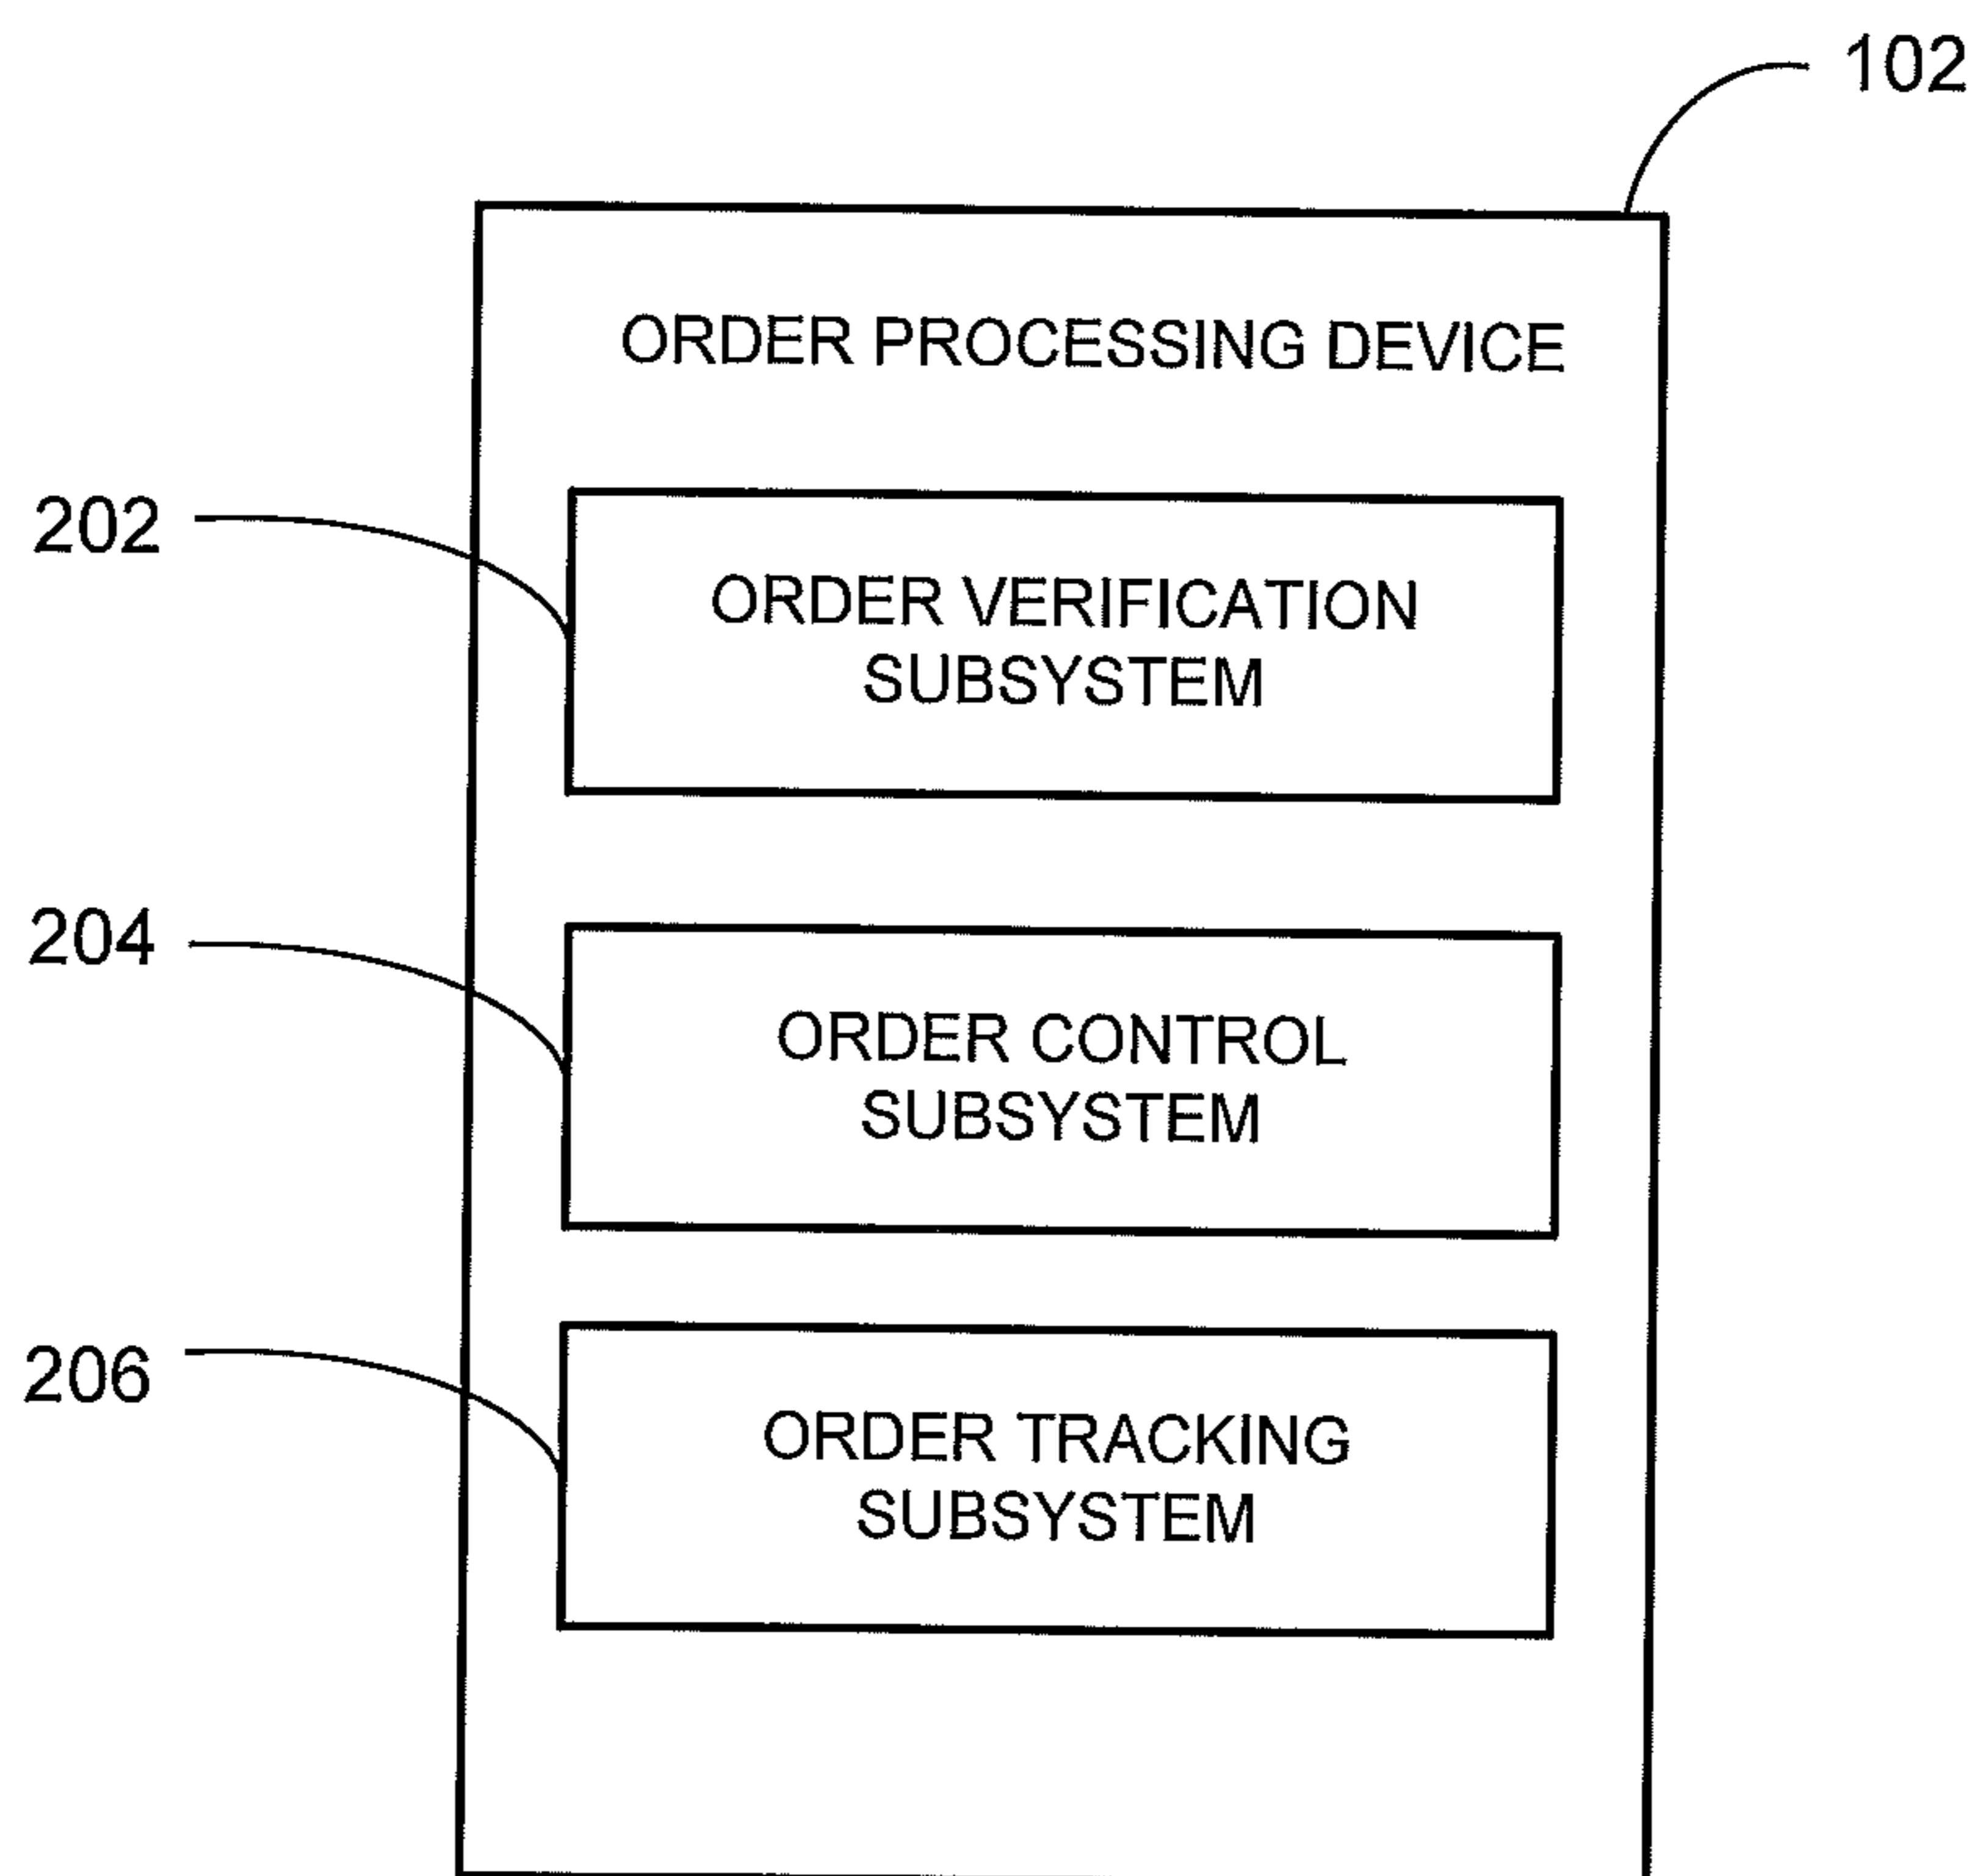 102
ORDER PROCESSING DEVICE
202
ORDER VERIFICATION
SUBSYSTEM
204
ORDER CONTROL
SUBSYSTEM
206
ORDER TRACKING
SUBSYSTEM